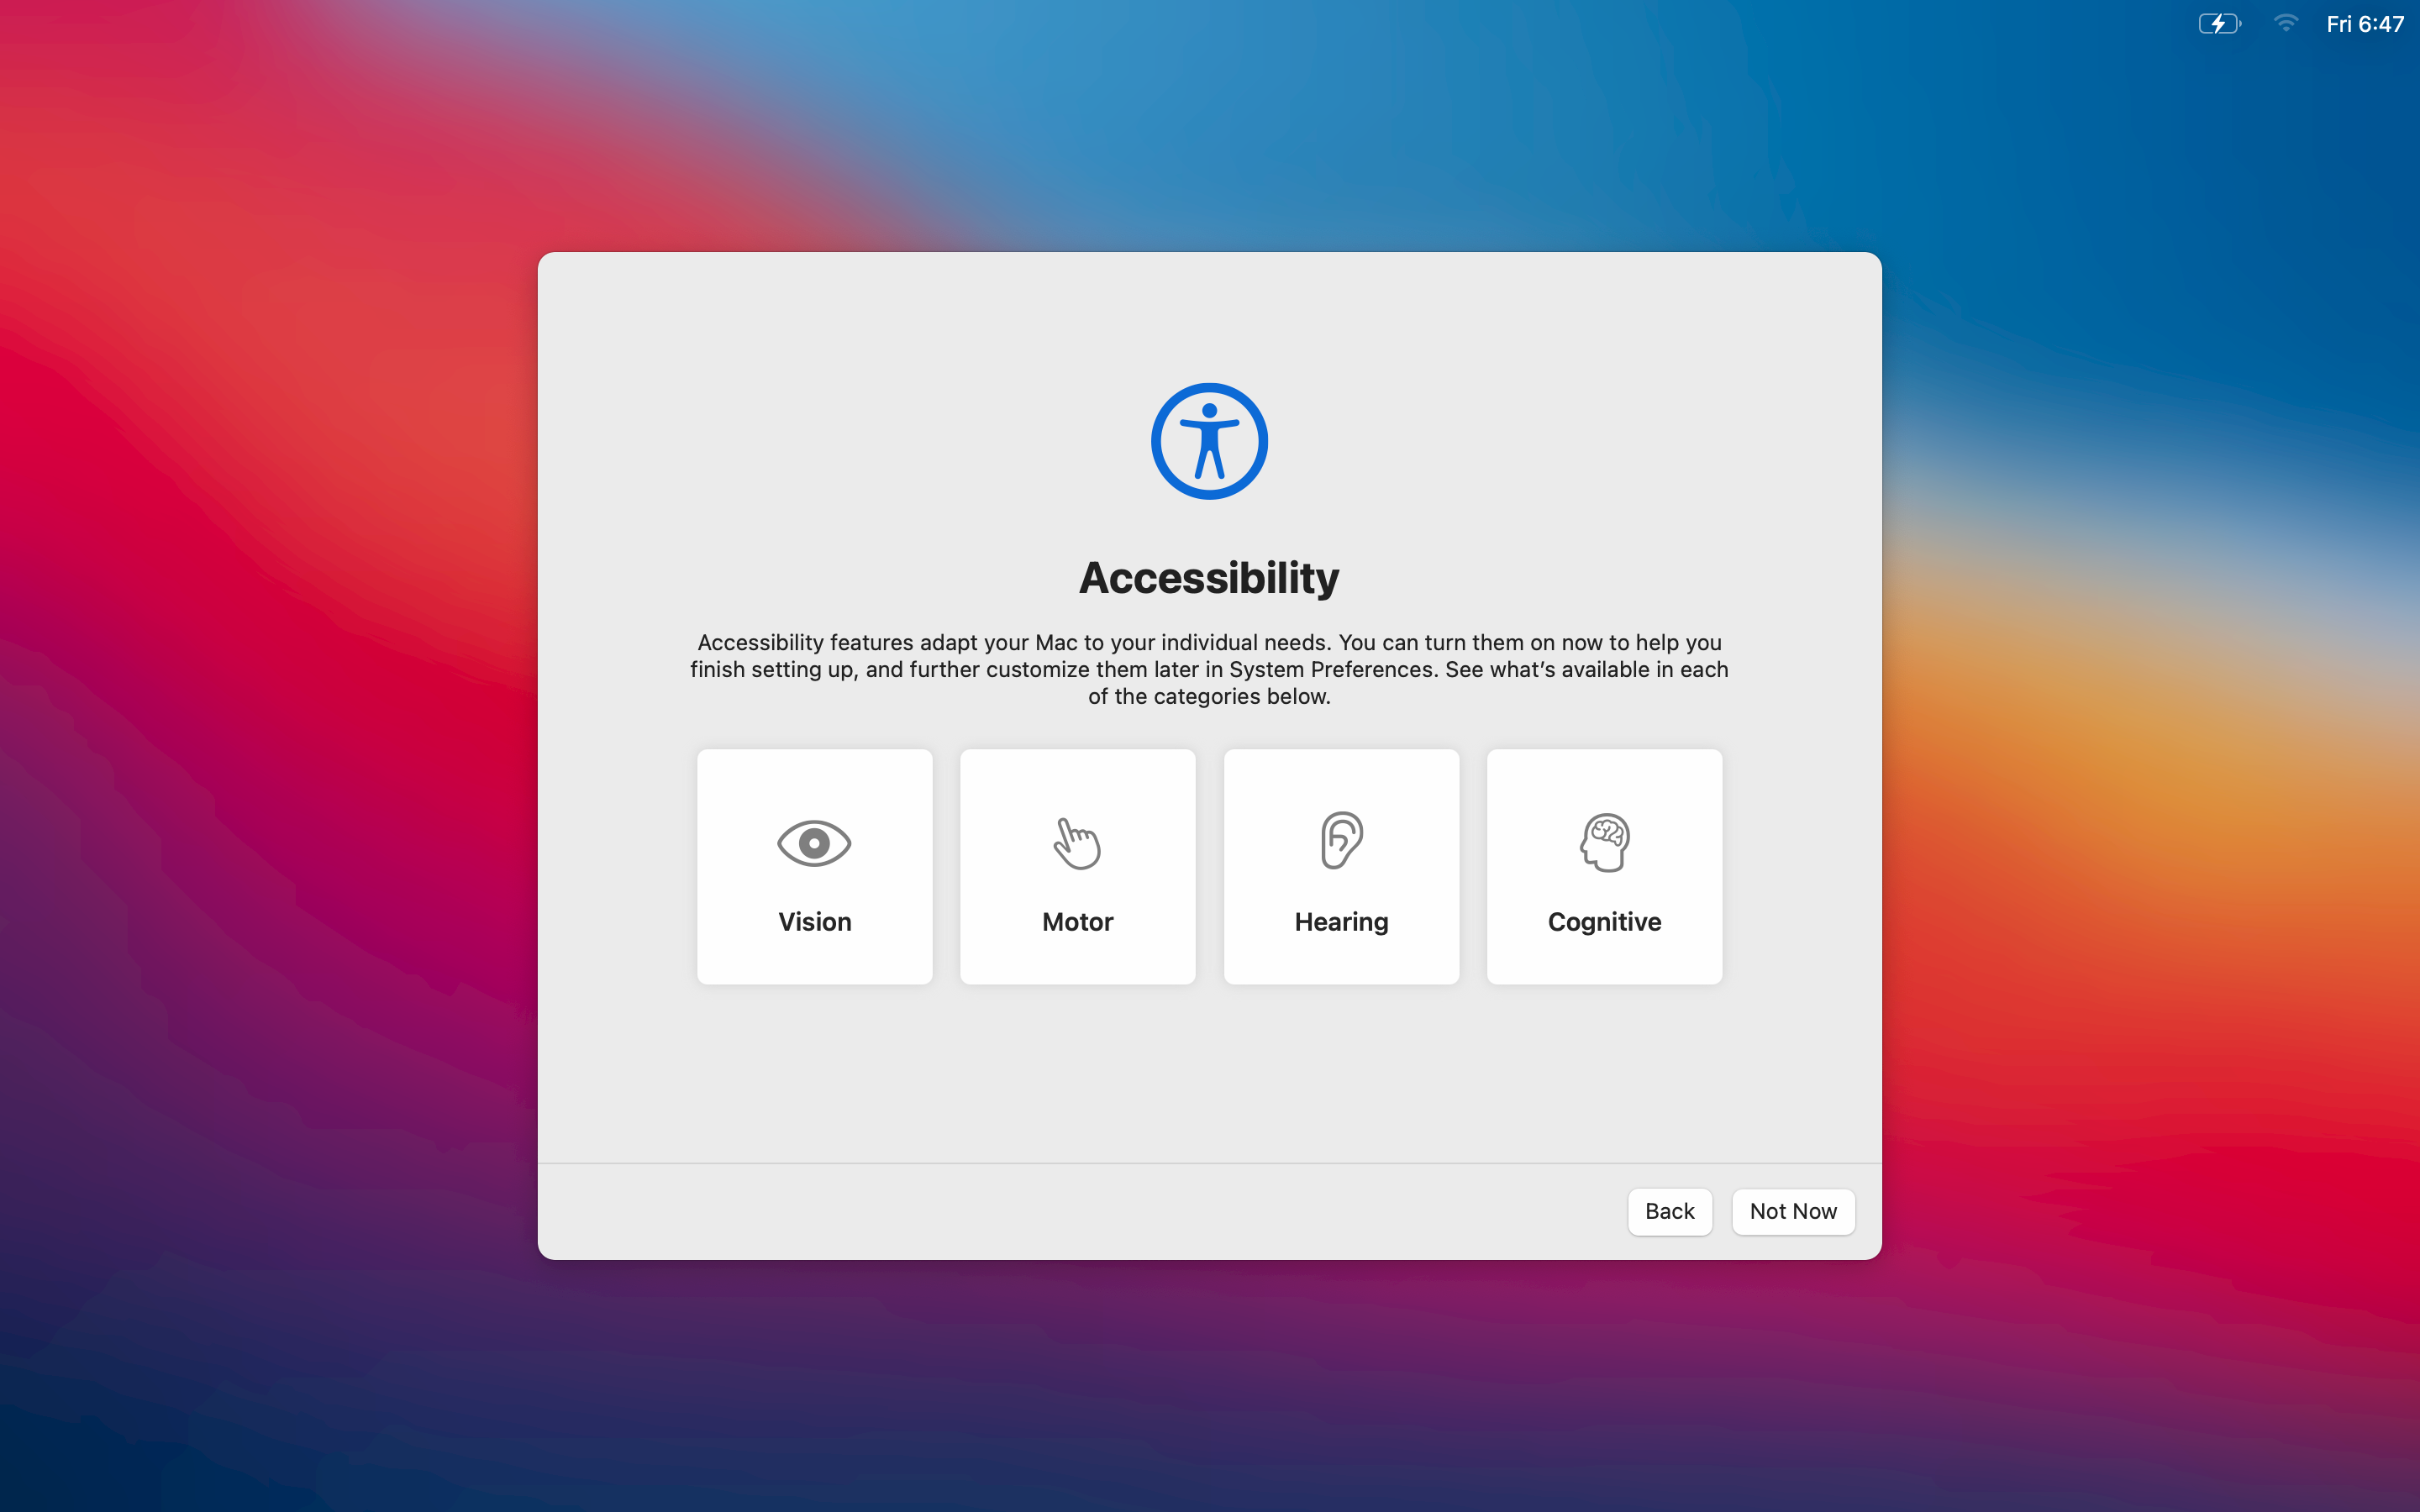 Fri 6:47
Accessibility
Accessibility features adapt your Mac to your individual needs. You can turn them on now to help you
finish setting up, and further customize them later in System Preferences. See what’s available in each
of the categories below.
Vision
Motor
Hearing
Cognitive
Back
Not Now